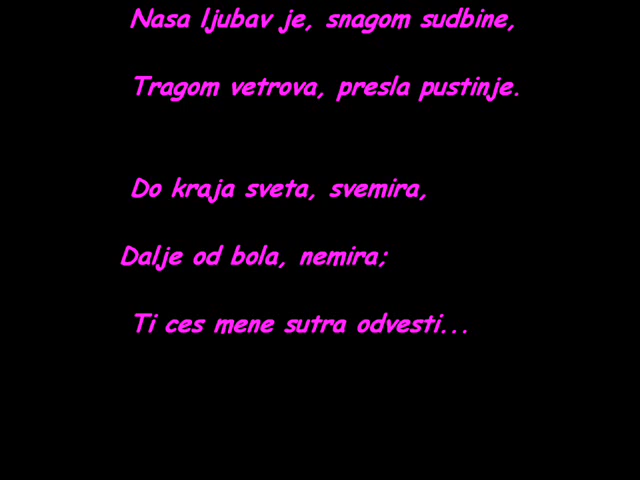 Nasa ljubav je, snagom sudbine,
Tragom vetrova, presla pustinje.
Do kraja sveta, svemira,
Dalje od bola, nemira;
Ti ces mene sutra odvesti...